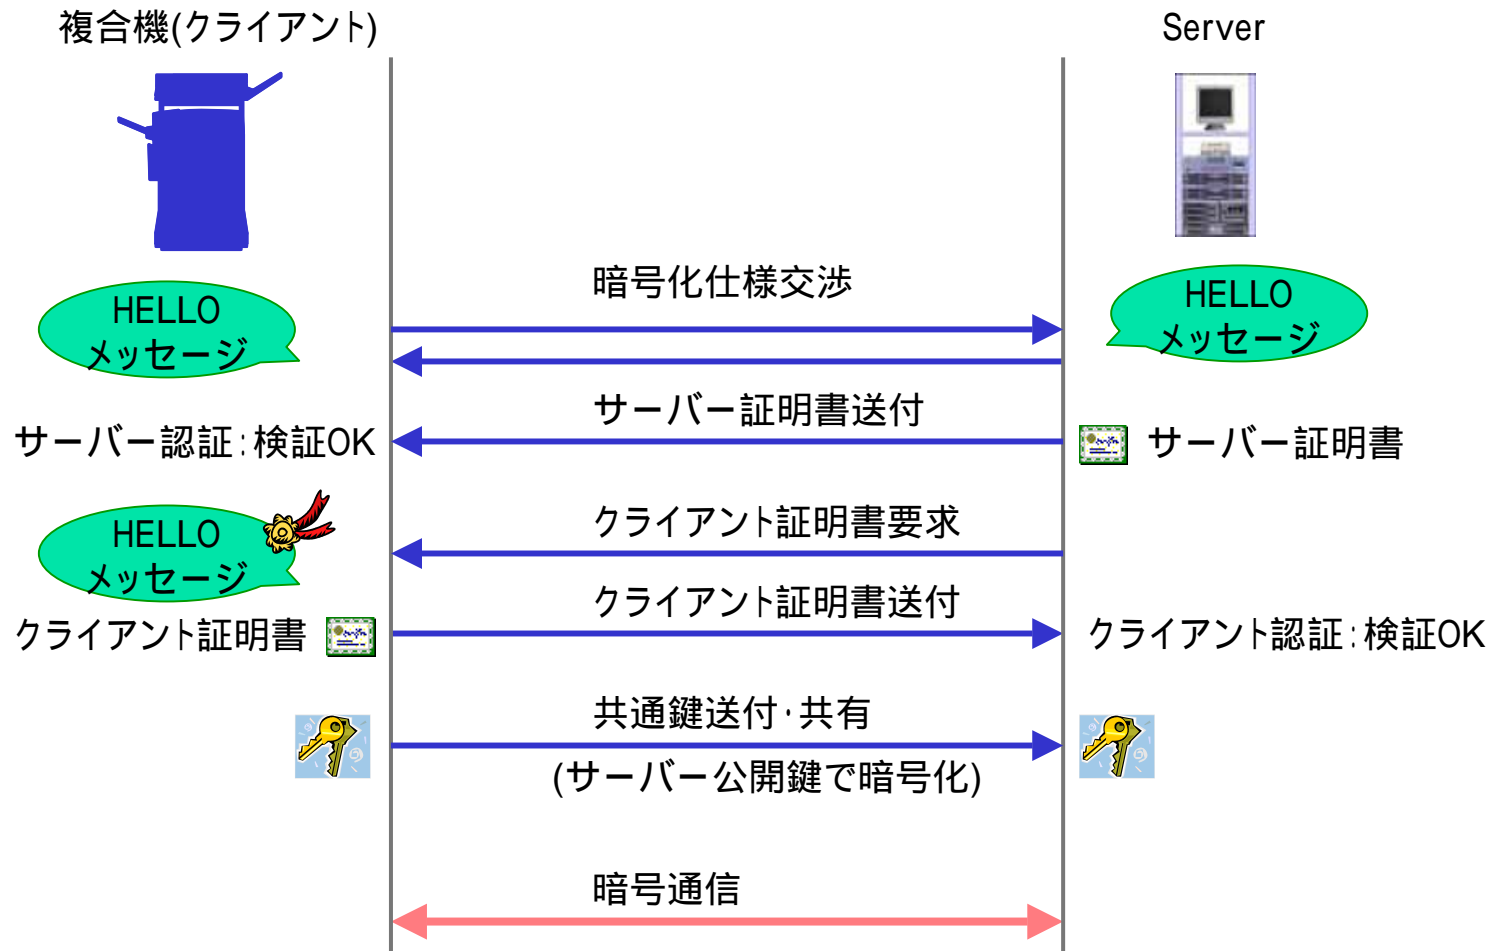 複合機(クライアント)
Server
暗号化仕様交渉
HELLO
メッセージ
HELLO
メッセージ
サーバー証明書送付
サーバー認証:検証OK
サーバー証明書
クライアント証明書要求
HELLO
メッセージ
クライアント証明書送付
クライアント証明書
クライアント認証:検証OK
共通鍵送付・共有
(サーバー公開鍵で暗号化)
暗号通信